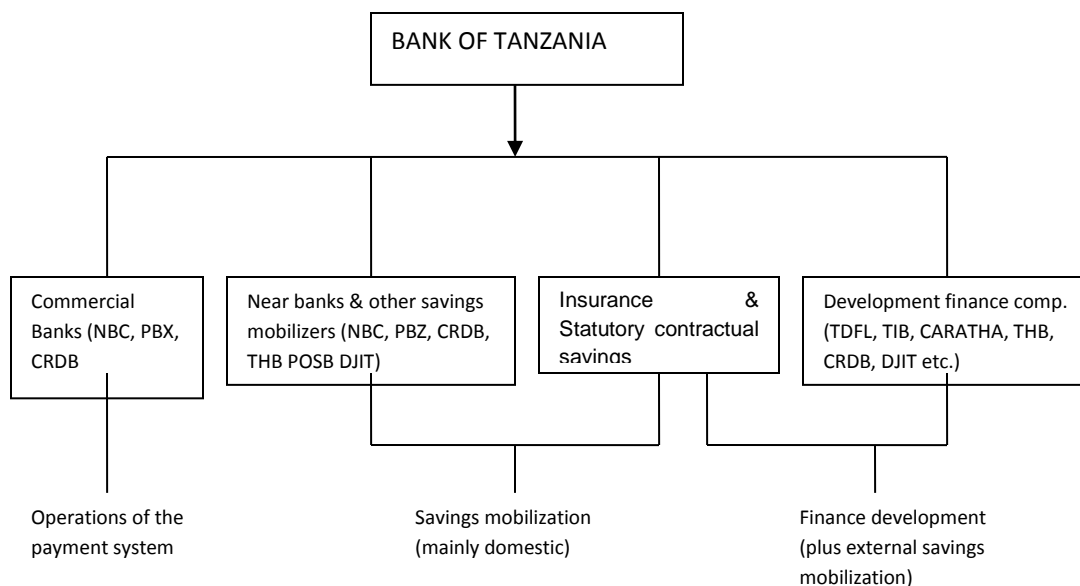 BANK OF TANZANIA
Commercial
Banks (NBC, PBX,
CRDB
Near banks & other savings
mobilizers (NBC, PBZ, CRDB,
THB POSB DJIT)
Insurance &
Statutory contractual
savings
Development finance comp.
(TDFL, TIB, CARATHA, THB,
CRDB, DJIT etc.)
Operations of the
payment system
Savings mobilization
(mainly domestic)
Finance development
(plus external savings
mobilization)